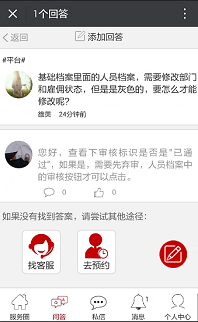 1个回答
返回
添加回答
#平台#
基础档案里面的人员档案，需要修改部门
和雇佣状态，但是是灰色的，要怎么才能
修改呢?
雄英 24分钟前
您好，查看下审核标识是否是“已通
过”，如果是，需要先弃审，人员档案中
的审核按钮才可以点击。
0
0
如果没有找到答案，请尝试其他途径：
找客服
去预约
服务圈
问答
私信
消息
1
个人中心